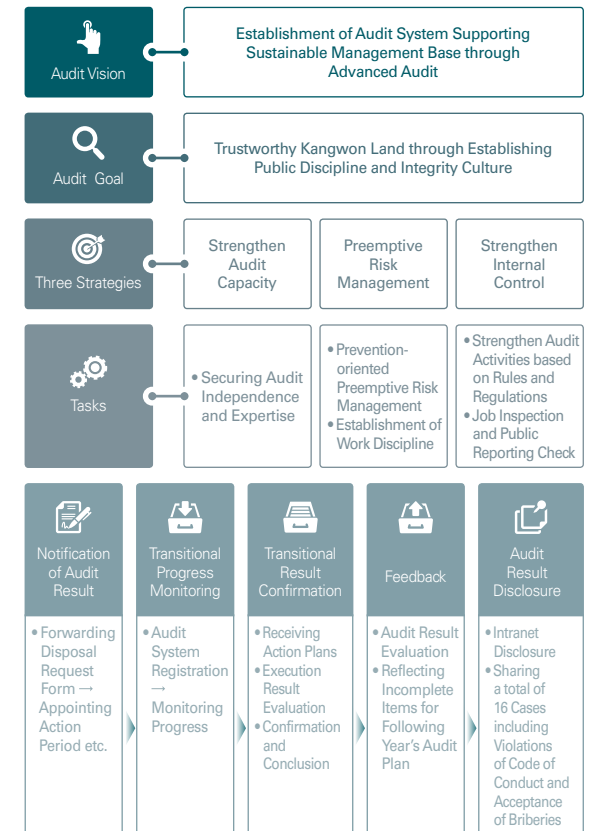 Audit Vision
Establishment of Audit System Supporting
Sustainable Management Base through
Advanced Audit
Audit Goal
Trustworthy Kangwon Land through Establishing
Public Discipline and Integrity Culture
Three Strategies
Strengthen
Audit
Capacity
Preemptive
Risk
Management
Strengthen
Internal
Control
Tasks
• Securing Audit
Independence
and Expertise
• Prevention-
oriented
Preemptive Risk
Management
• Establishment of
Work Discipline
• Strengthen Audit
Activities based
on Rules and
Regulations
• Job Inspection
and Public
Reporting Check
Notification
of Audit
Result
• Forwarding
Disposal
Request
Form →
Appointing
Action
Period etc.
Transitional
Progress
Monitoring
• Audit
System
Registration
→
Monitoring
Progress
Transitional
Result
Confirmation
• Receiving
Action Plans
• Execution
Result
Evaluation
• Confirmation
and
Conclusion
Feedback
• Audit Result
Evaluation
• Reflecting
Incomplete
Items for
Following
Year's Audit
Plan
Audit
Result
Disclosure
• Intranet
Disclosure
• Sharing
a total of
16 Cases
including
Violations
of Code of
Conduct and
Acceptance
of Briberies